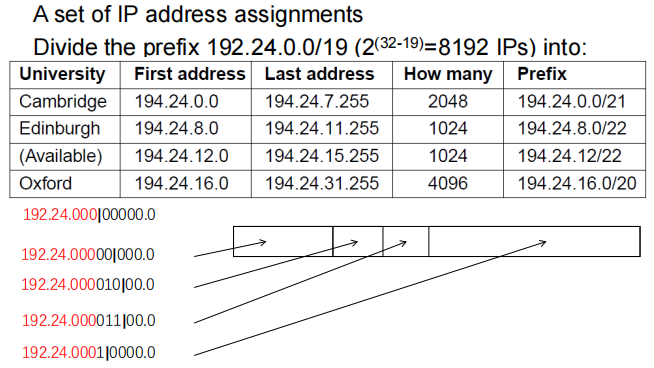 A set of IP address assignments
Divide the prefix 192.24.0.0/19 (2(32-19)=8192 IPs) into:
University First address Last address How many Prefix
Cambridge 194.24.0.0 194.24.7.255 2048 194.24.0.0/21
Edinburgh 194.24.8.0 194.24.11.255 1024 194.24.8.0/22
(Available) 194.24.12.0 194.24.15.255 1024 194.24.12/22
Oxford 194.24.16.0 194.24.31.255 4096 194.24.16.0/20
192.24.000|00000.0
192.24.00000|000.0
192.24.000010|00.0
192.24.000011|00.0
192.24.0001|0000.0